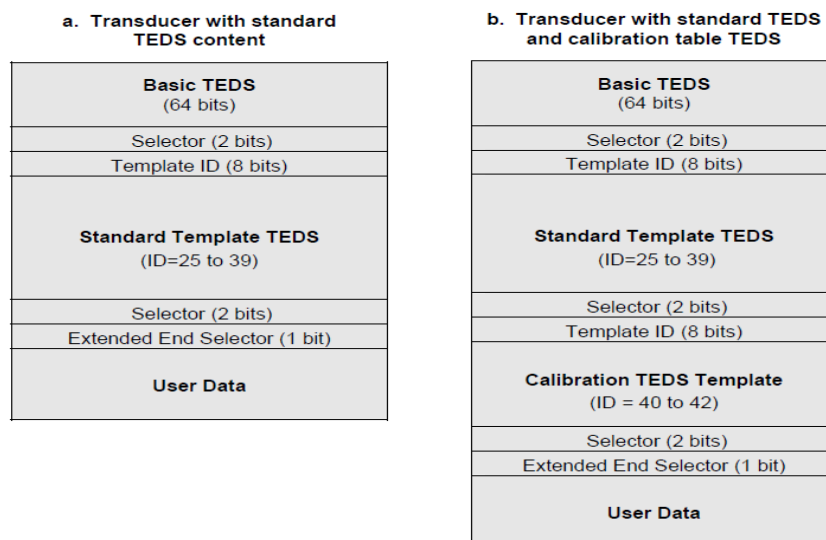 a. Transducer with standard
TEDS content
Basic TEDS
(64 bits)
Selector (2 bits)
Template ID (8 bits)
Standard Template TEDS
(ID=25 to 39)
Selector (2 bits)
Extended End Selector (1 bit)
User Data
b. Transducer with standard TEDS
and calibration table TEDS
Basic TEDS
(64 bits)
Selector (2 bits)
Template ID (8 bits)
Standard Template TEDS
(ID=25 to 39)
Selector (2 bits)
Template ID (8 bits)
Calibration TEDS Template
(ID = 40 to 42)
Selector (2 bits)
Extended End Selector (1 bit)
User Data